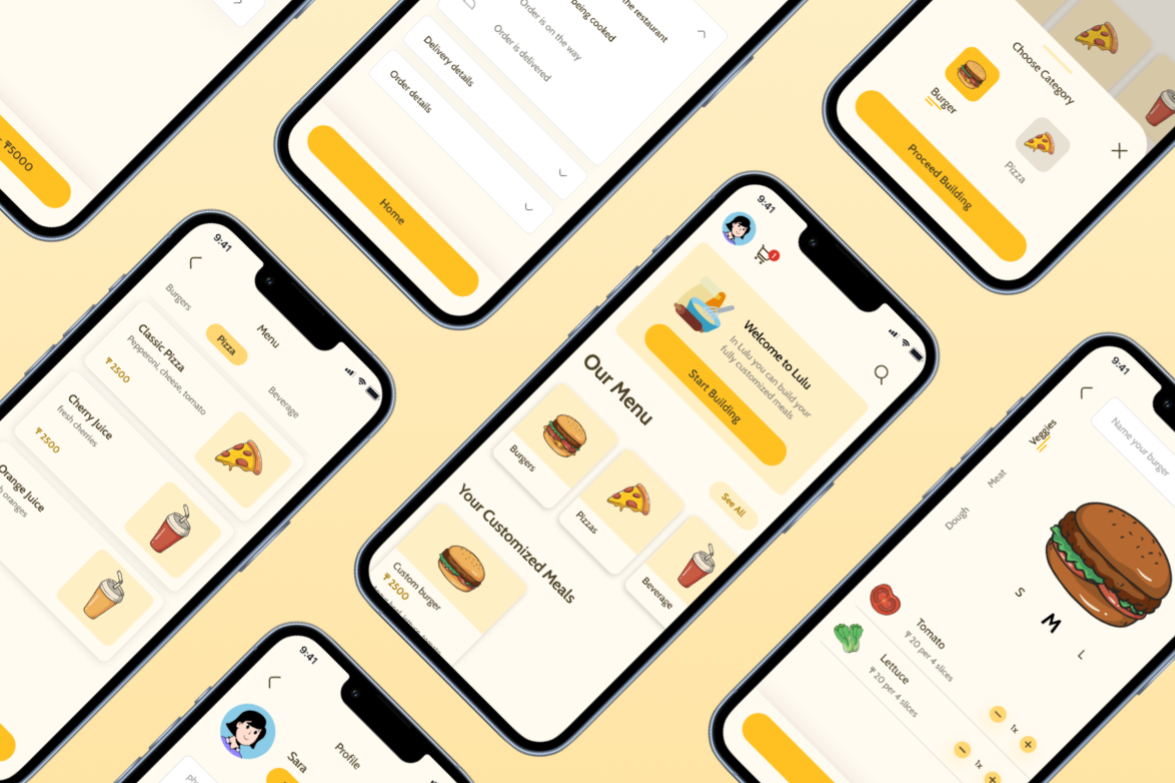 ₸5000
the restaurant
being cooked
Order is on the way
Order is delivered
Delivery details
Order details
Home
Choose Category
Burger
Pizza
Proceed Building
9:41
Menu
Burgers
Pizza
Beverage
Classic Pizza
Pepperoni, cheese, tomato
₸2500
Cherry Juice
fresh cherries
₸2500
Orange Juice
oranges
9:41
Welcome to Lulu
In Lulu you can build your
fully customized meals
Start Building
Our Menu
See All
Burgers
Pizzas
Beverage
Your Customized Meals
Custom burger
₸2500
9:41
Name your burger
Veggies
Meat
Dough
S
M
L
Tomato
₸20 per 4 slices
1x
Lettuce
₸20 per 4 slices
1x
9:41
Profile
Sara